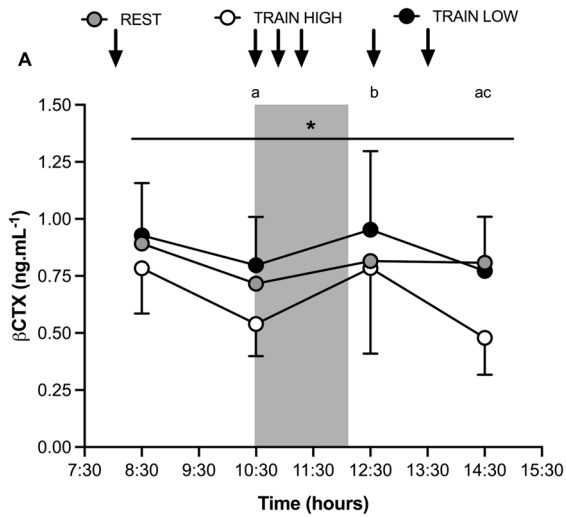 REST TRAIN HIGH TRAIN LOW
A
a b ac
*
1.50
1.25
1.00
0.75
0.50
0.25
0.00
βCTX (ng.mL⁻¹)
7:30 8:30 9:30 10:30 11:30 12:30 13:30 14:30 15:30
Time (hours)